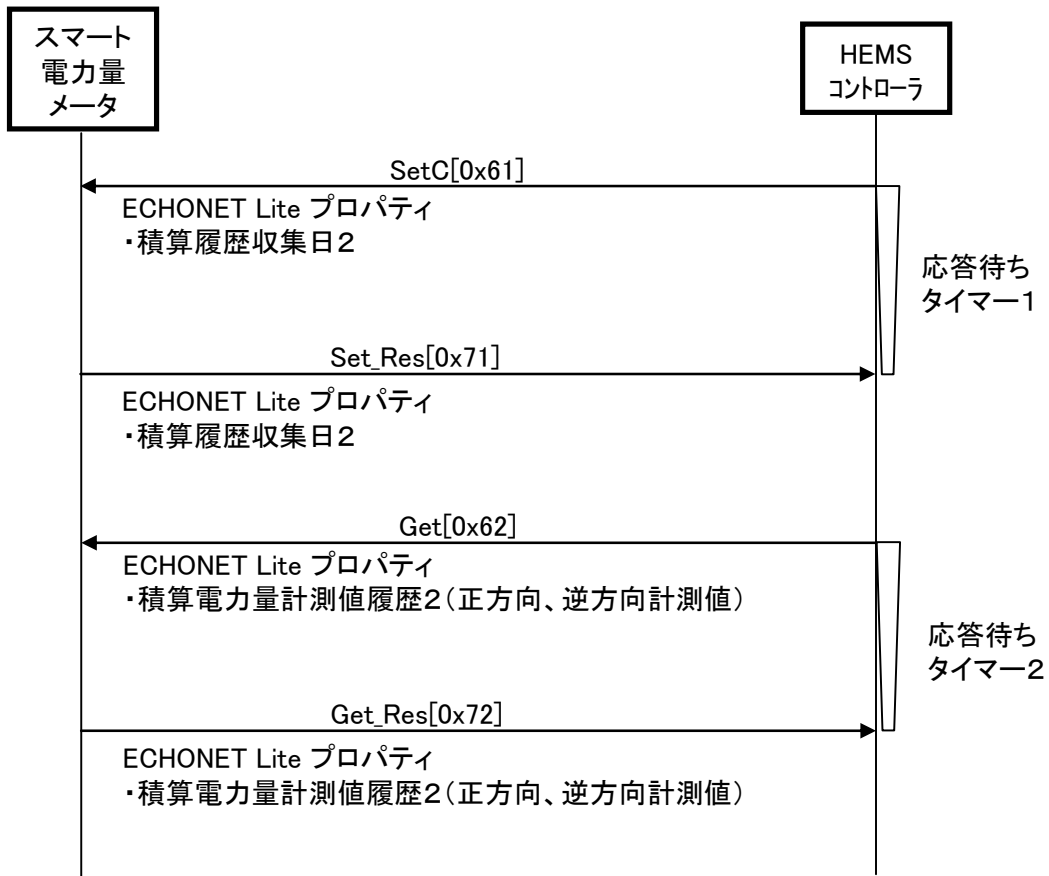 スマート
電力量
メータ
HEMS
コントローラ
SetC[0x61]
ECHONET Lite プロパティ
・積算履歴収集日２
応答待ち
タイマー１
Set_Res[0x71]
ECHONET Lite プロパティ
・積算履歴収集日２
Get[0x62]
ECHONET Lite プロパティ
・積算電力量計測値履歴２（正方向、逆方向計測値）
応答待ち
タイマー２
Get_Res[0x72]
ECHONET Lite プロパティ
・積算電力量計測値履歴２（正方向、逆方向計測値）